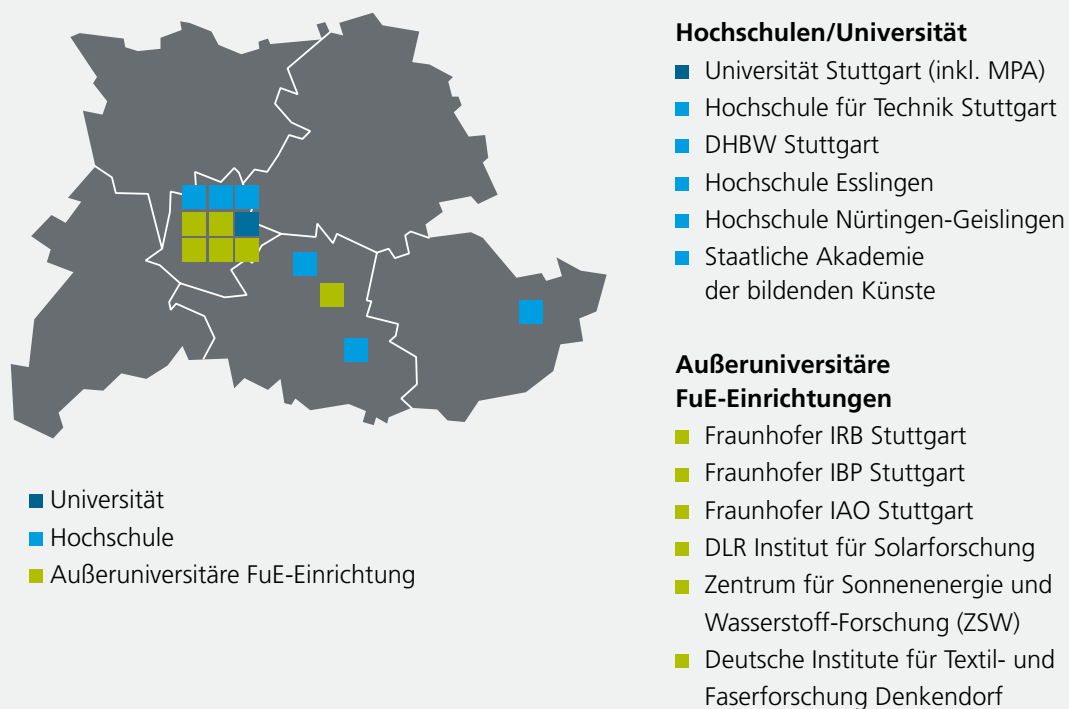 Hochschulen/Universität
Universität Stuttgart (inkl. MPA)
Hochschule für Technik Stuttgart
DHBW Stuttgart
Hochschule Esslingen
Hochschule Nürtingen-Geislingen
Staatliche Akademie
der bildenden Künste
Außeruniversitäre
FuE-Einrichtungen
Fraunhofer IRB Stuttgart
Fraunhofer IBP Stuttgart
Fraunhofer IAO Stuttgart
DLR Institut für Solarforschung
Zentrum für Sonnenenergie und
Wasserstoff-Forschung (ZSW)
Deutsche Institute für Textil- und
Faserforschung Denkendorf
Universität
Hochschule
Außeruniversitäre FuE-Einrichtung